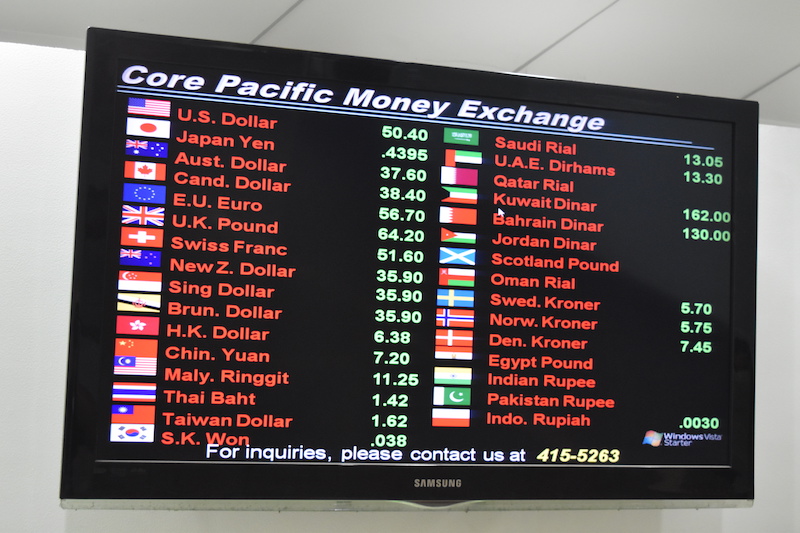 Core Pacific Money Exchange
U.S. Dollar 50.40
Japan Yen .4395
Aust. Dollar 37.60
Cand. Dollar 38.40
E.U. Euro 56.70
U.K. Pound 64.20
Swiss Franc 51.60
New Z. Dollar 35.90
Sing Dollar 35.90
Brun. Dollar 35.90
H.K. Dollar 6.38
Chin. Yuan 7.20
Maly. Ringgit 11.25
Thai Baht 1.42
Taiwan Dollar 1.62
S.K. Won .038
Saudi Rial 13.05
U.A.E. Dirhams 13.30
Qatar Rial
Kuwait Dinar 162.00
Bahrain Dinar 130.00
Jordan Dinar
Scotland Pound
Oman Rial
Swed. Kroner 5.70
Norw. Kroner 5.75
Den. Kroner 7.45
Egypt Pound
Indian Rupee
Pakistan Rupee
Indo. Rupiah .0030
Windows Vista
Starter
For inquiries, please contact us at 415-5263
SAMSUNG